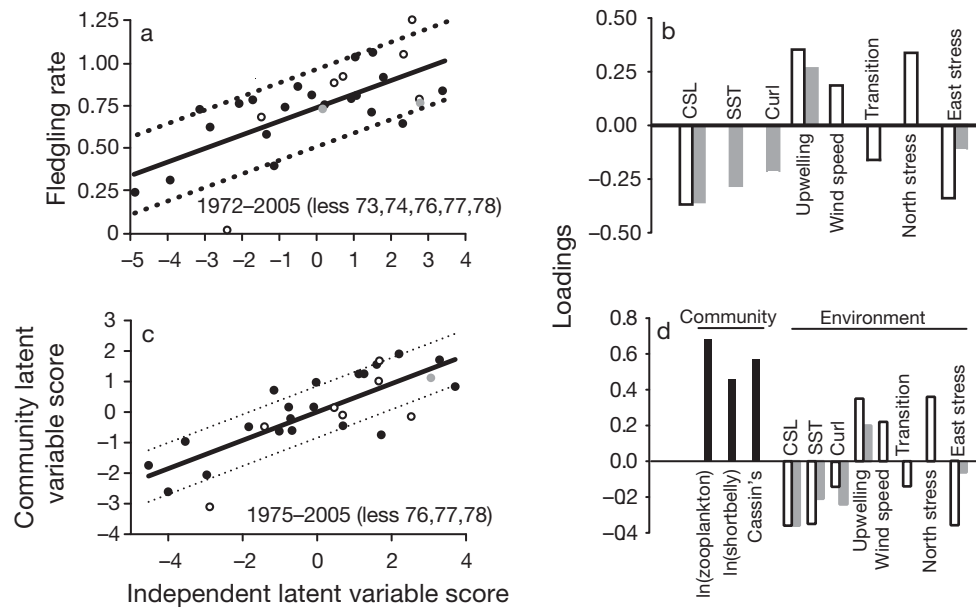 a
Fledgling rate
1.25
1.00
0.75
0.50
0.25
0
1972–2005 (less 73,74,76,77,78)
−5 −4 −3 −2 −1 0 1 2 3 4
b
0.50
0.25
0.00
−0.25
−0.50
CSL
SST
Curl
Upwelling
Wind speed
Transition
North stress
East stress
Loadings
c
Community latent
variable score
3
2
1
0
−1
−2
−3
−4
1975–2005 (less 76,77,78)
−4 −2 0 2 4
Independent latent variable score
d
0.8
0.6
0.4
0.2
0.0
−0.2
−0.4
Community
Environment
ln(zooplankton)
ln(shortbelly)
Cassin's
CSL
SST
Curl
Upwelling
Wind speed
Transition
North stress
East stress